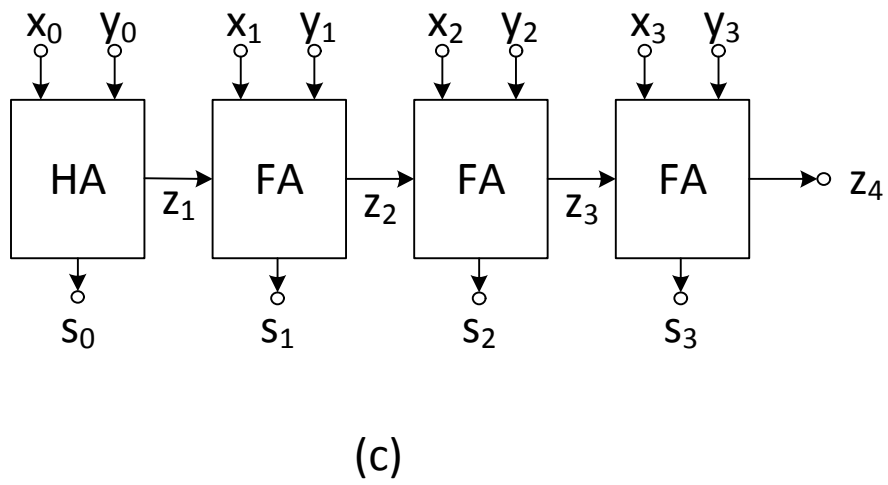 x₀ y₀ x₁ y₁ x₂ y₂ x₃ y₃
HA FA FA FA
z₁ z₂ z₃ z₄
s₀ s₁ s₂ s₃
(c)